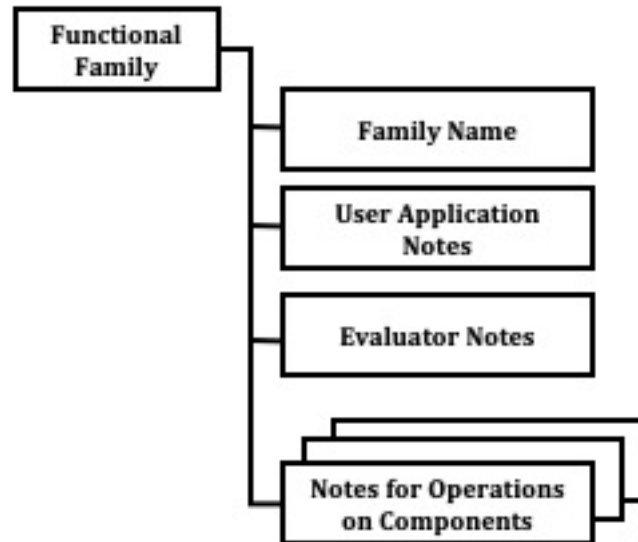 Functional
Family
Family Name
User Application
Notes
Evaluator Notes
Notes for Operations
on Components